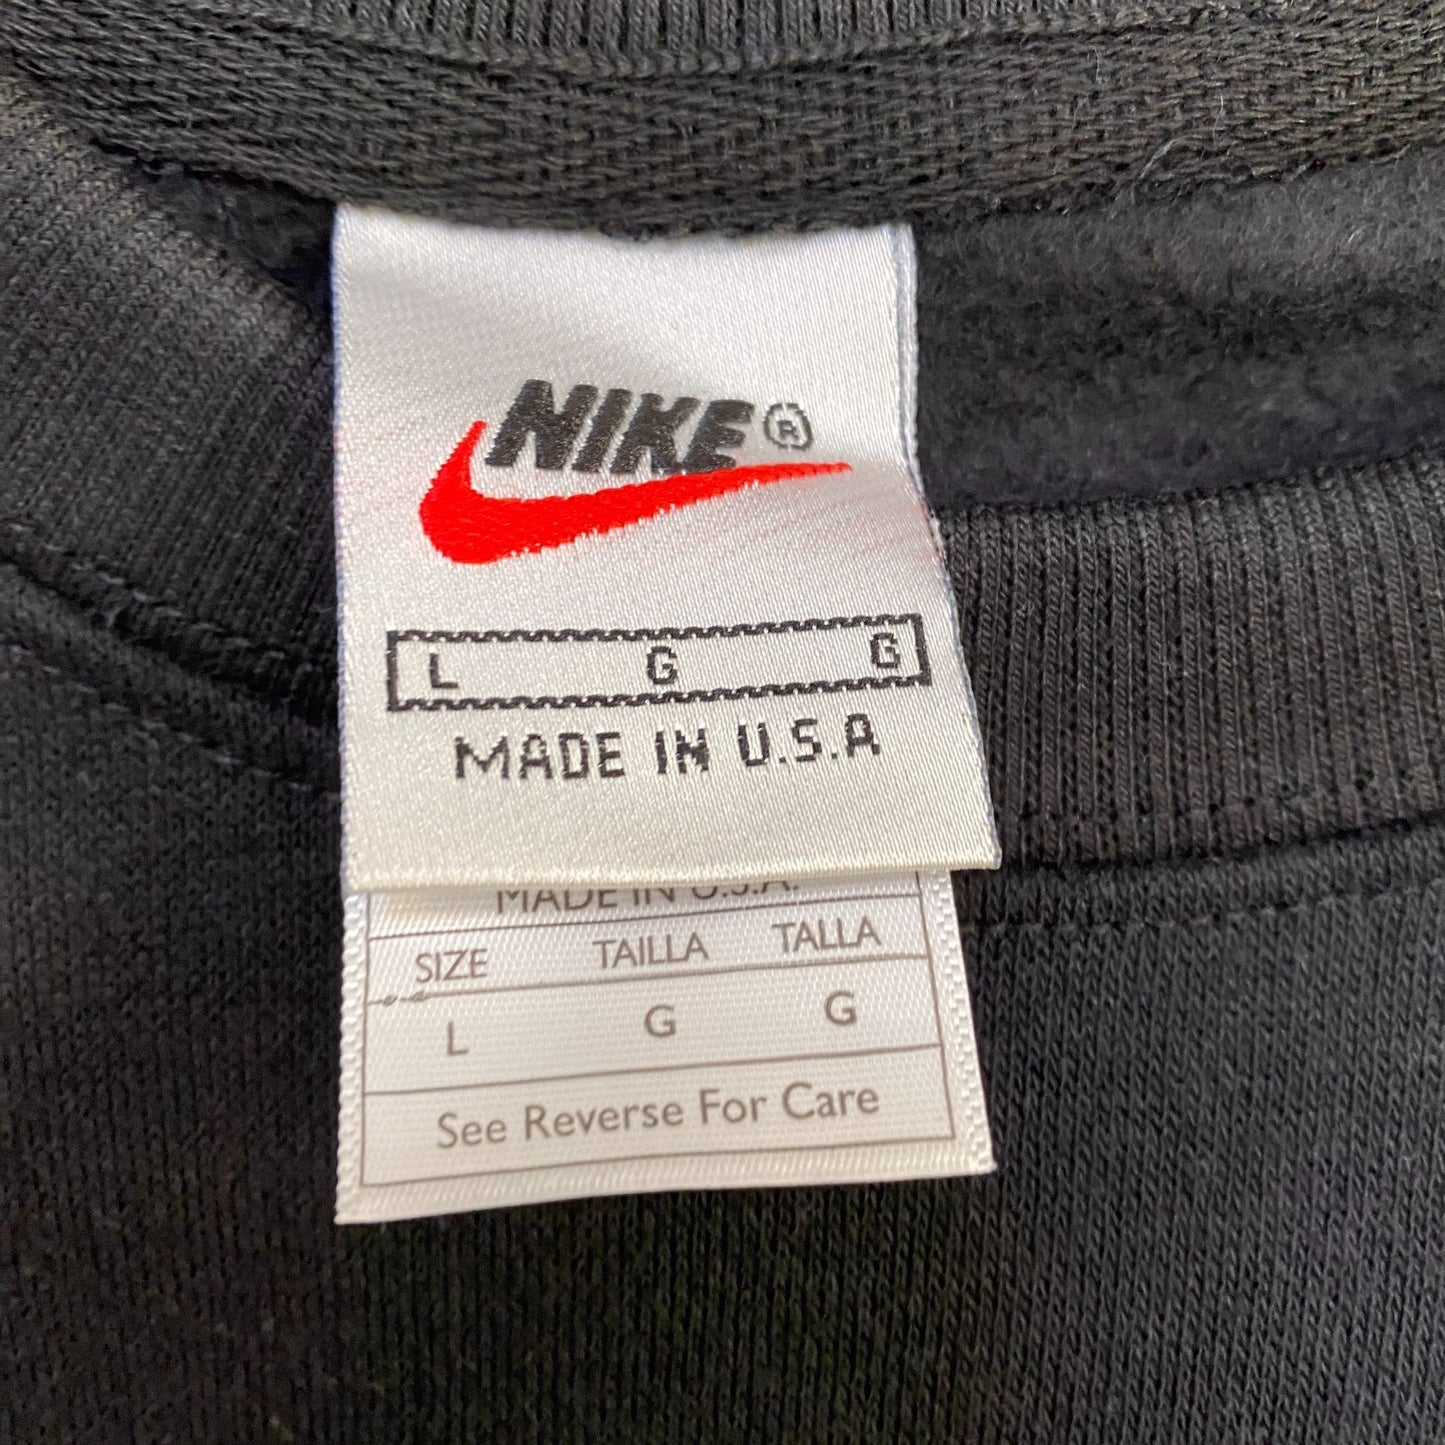 NIKE®
L G G
MADE IN U.S.A
MADE IN U.S.A.
SIZE TAILLA TALLA
L G G
See Reverse For Care